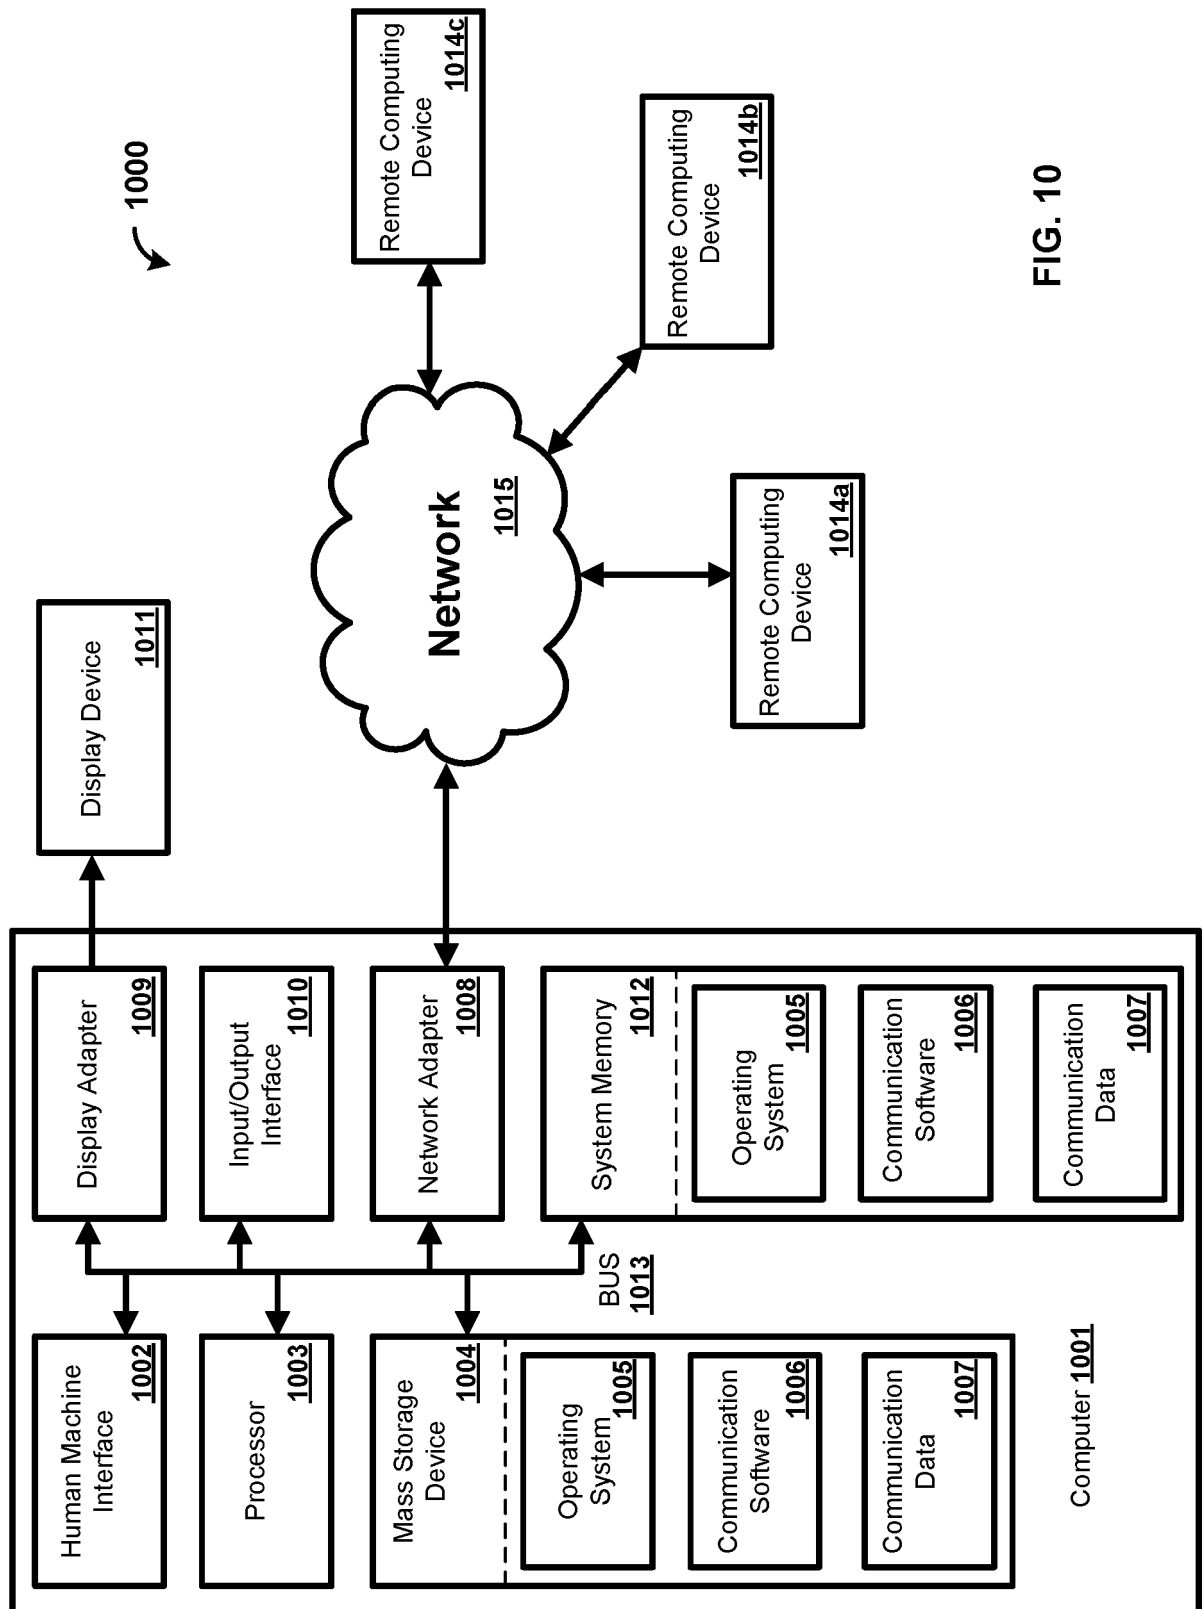 1000
Human Machine
Interface
1002
Processor
1003
Mass Storage
Device
1004
Operating
System
1005
Communication
Software
1006
Communication
Data
1007
Computer 1001
BUS
1013
Display Adapter
1009
Input/Output
Interface
1010
Network Adapter
1008
System Memory
1012
Operating
System
1005
Communication
Software
1006
Communication
Data
1007
Display Device
1011
Network
1015
Remote Computing
Device
1014a
Remote Computing
Device
1014b
Remote Computing
Device
1014c
FIG. 10